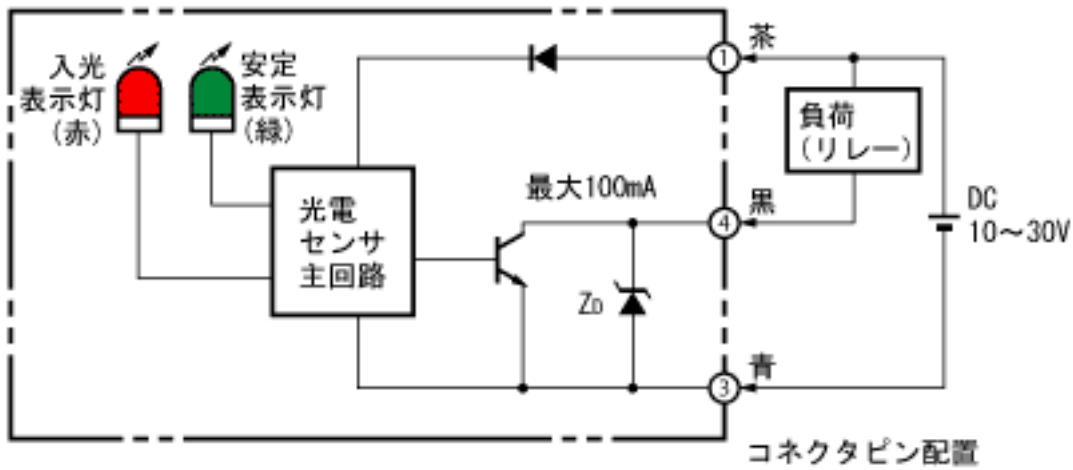 入光
表示灯
(赤)
安定
表示灯
(緑)
光電
センサ
主回路
最大100mA
ZD
①
④
③
茶
黒
青
負荷
(リレー)
DC
10～30V
コネクタピン配置